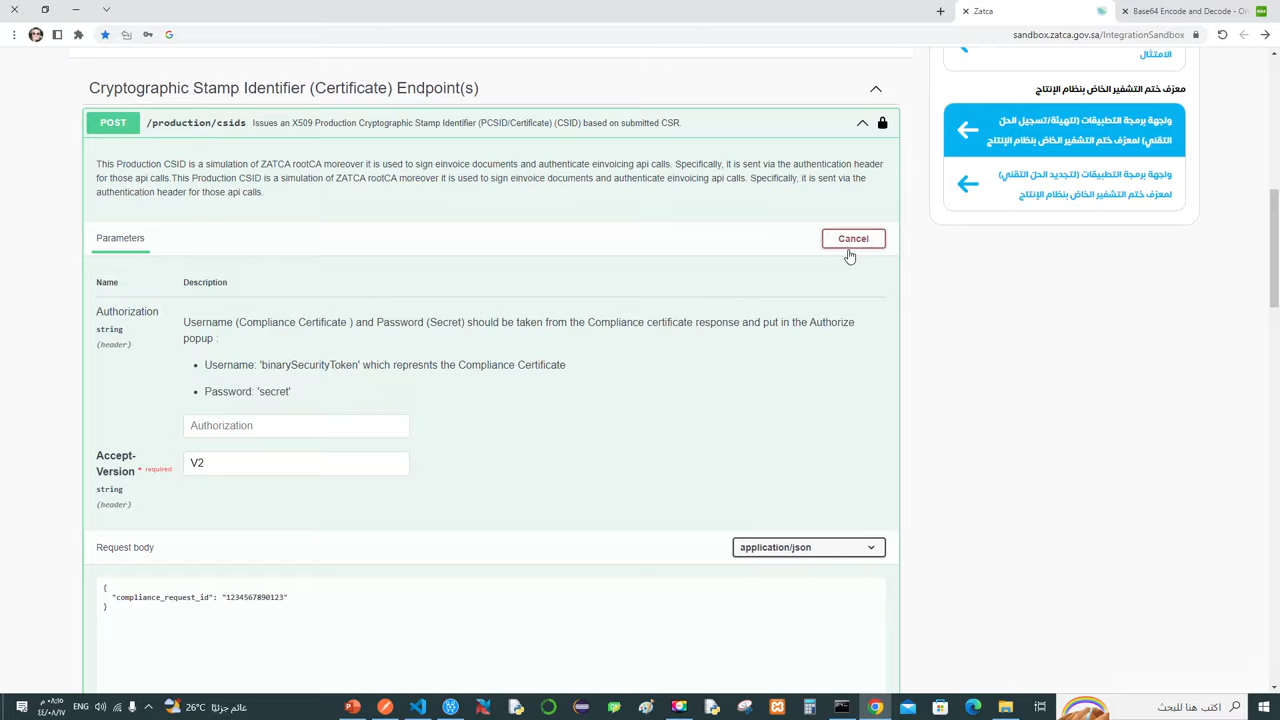 Zatca
Base64 Encode and Decode - On
sandbox.zatca.gov.sa/IntegrationSandbox
الامتثال
Cryptographic Stamp Identifier (Certificate) Endpoint(s)
معرّف ختم التشفير الخاصّ بنظام الإنتاج
POST /production/csids Issues an X509 Production Cryptographic Stamp Identifier (PCSID/Certificate) (CSID) based on submitted CSR.
واجهة برمجة التطبيقات (لتهيئة/تسجيل الحلّ
التقني) لمعرّف ختم التشفير الخاصّ بنظام الإنتاج
This Production CSID is a simulation of ZATCA rootCA moreover it is used to sign einvoice documents and authenticate einvoicing api calls. Specifically, it is sent via the authentication header
for those api calls.This Production CSID is a simulation of ZATCA rootCA moreover it is used to sign einvoice documents and authenticate einvoicing api calls. Specifically, it is sent via the
authentication header for those api calls.
واجهة برمجة التطبيقات (لتجديد الحلّ التقني)
لمعرّف ختم التشفير الخاصّ بنظام الإنتاج
Parameters
Cancel
Name Description
Authorization
string
(header)
Username (Compliance Certificate ) and Password (Secret) should be taken from the Compliance certificate response and put in the Authorize
popup :
• Username: 'binarySecurityToken' which represnts the Compliance Certificate
• Password: 'secret'
Authorization
Accept-
Version * required
string
(header)
V2
Request body
application/json
{
"compliance_request_id": "1234567890123"
}
ENG
26°C غائم جزئيًا
اكتب هنا للبحث